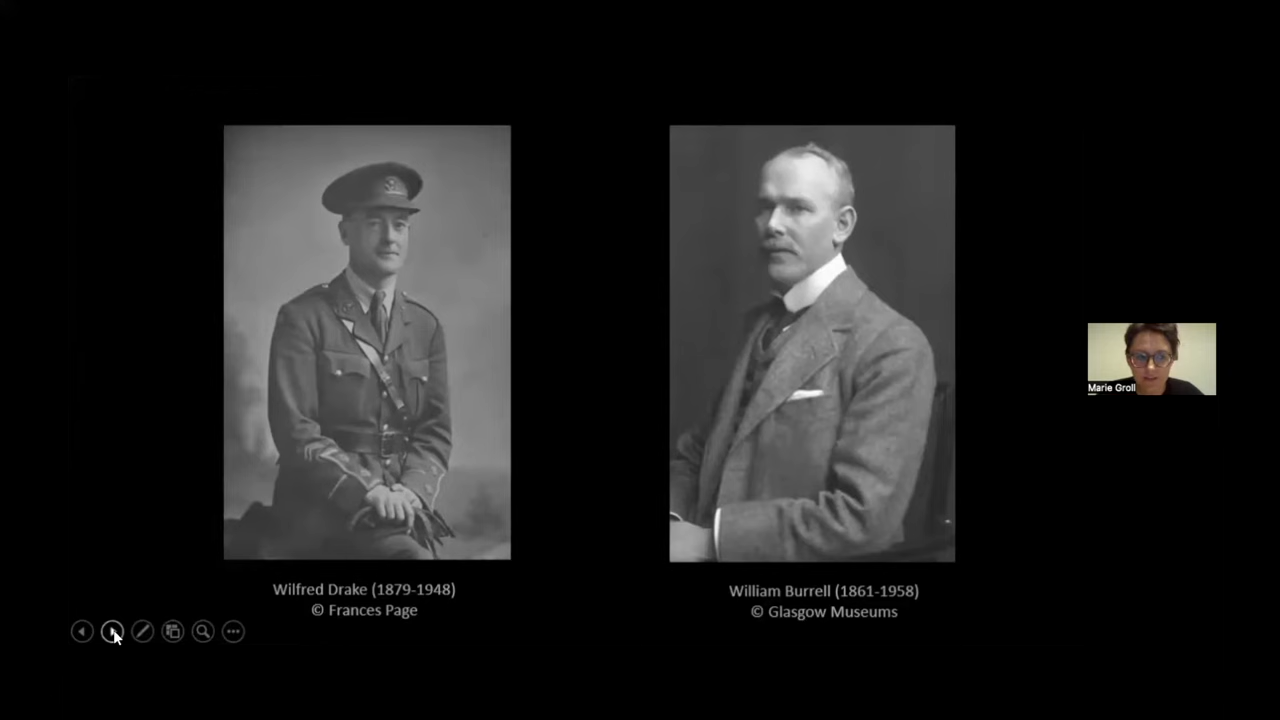 Wilfred Drake (1879-1948)
© Frances Page
William Burrell (1861-1958)
© Glasgow Museums
Marie Groll